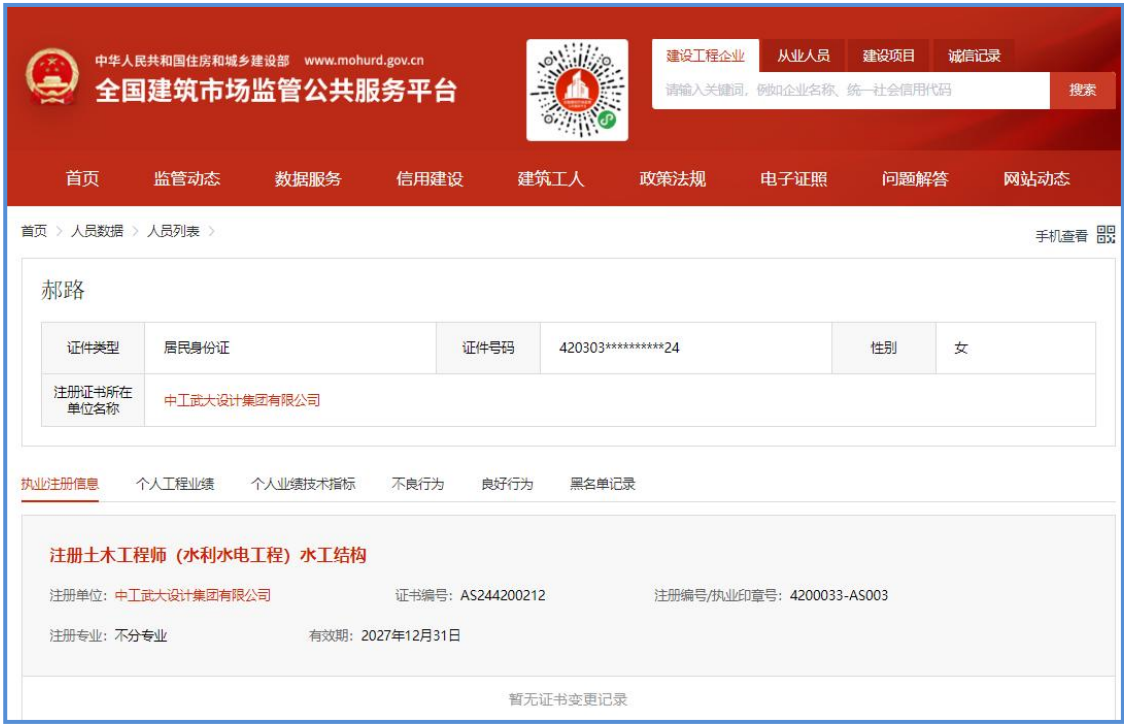 中华人民共和国住房和城乡建设部 www.mohurd.gov.cn
全国建筑市场监管公共服务平台
建设工程企业 从业人员 建设项目 诚信记录
请输入关键词，例如企业名称、统一社会信用代码 搜索
首页 监管动态 数据服务 信用建设 建筑工人 政策法规 电子证照 问题解答 网站动态
首页 > 人员数据 > 人员列表 >
手机查看
郝路
证件类型 居民身份证 证件号码 420303**********24 性别 女
注册证书所在
单位名称
中工武大设计集团有限公司
执业注册信息 个人工程业绩 个人业绩技术指标 不良行为 良好行为 黑名单记录
注册土木工程师（水利水电工程）水工结构
注册单位：中工武大设计集团有限公司 证书编号：AS244200212 注册编号/执业印章号：4200033-AS003
注册专业：不分专业 有效期：2027年12月31日
暂无证书变更记录